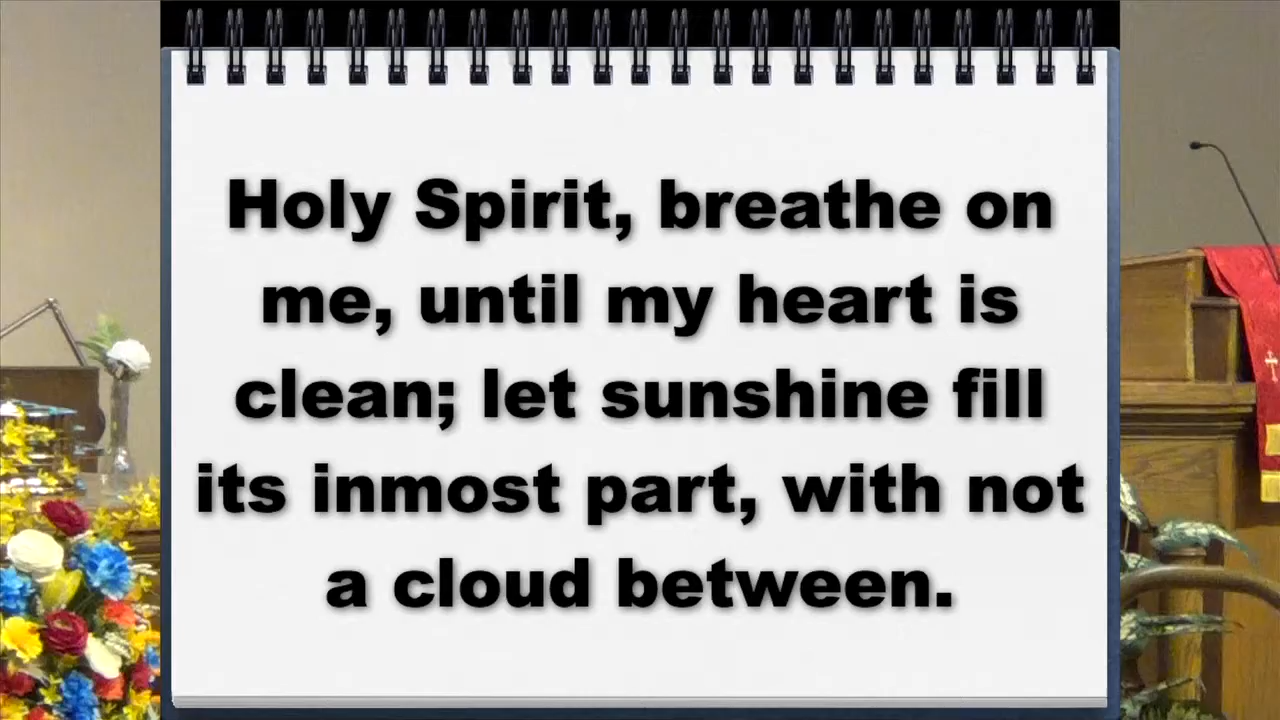 Holy Spirit, breathe on
me, until my heart is
clean; let sunshine fill
its inmost part, with not
a cloud between.